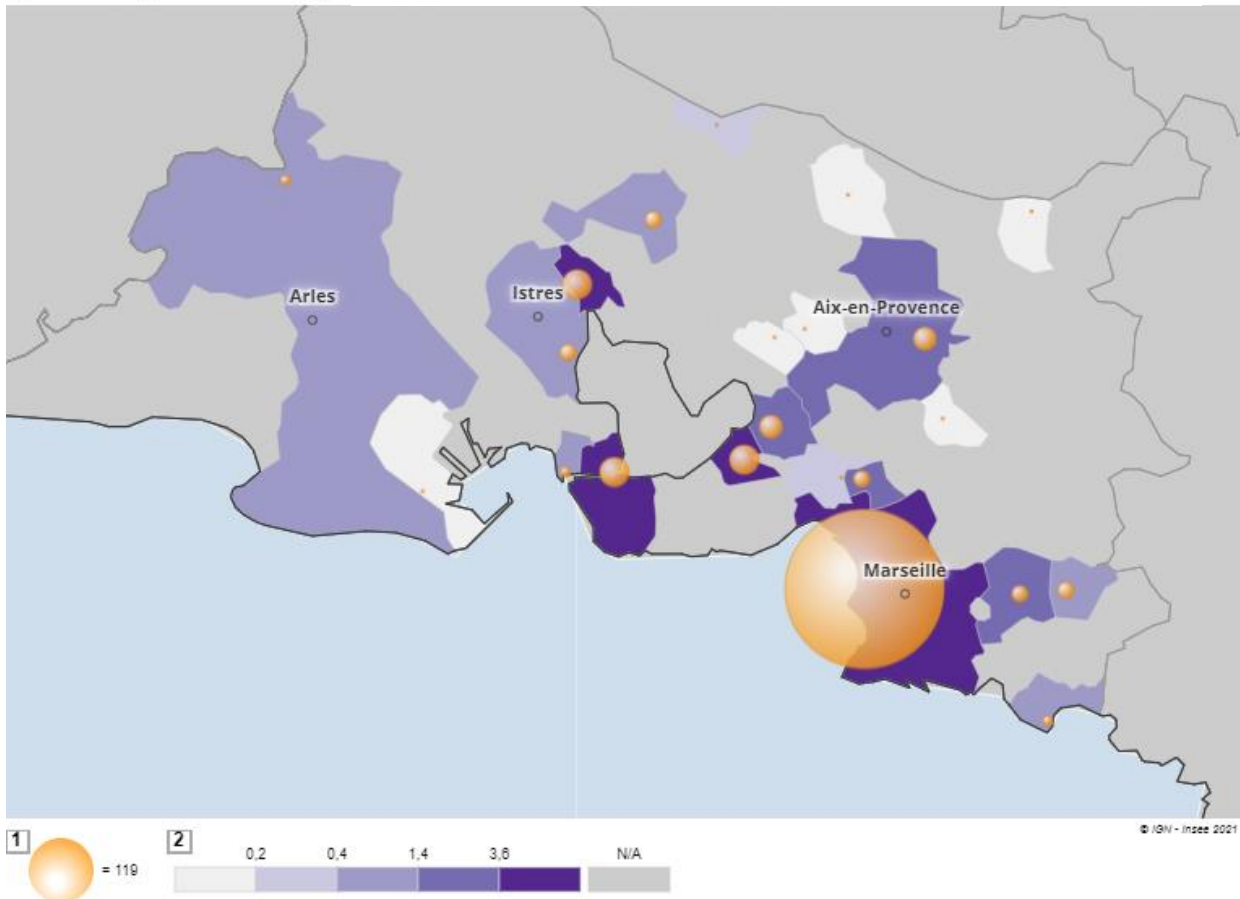 Arles
Istres
Aix-en-Provence
Marseille
© IGN - Insee 2021
1
= 119
2
0,2 0,4 1,4 3,6 N/A